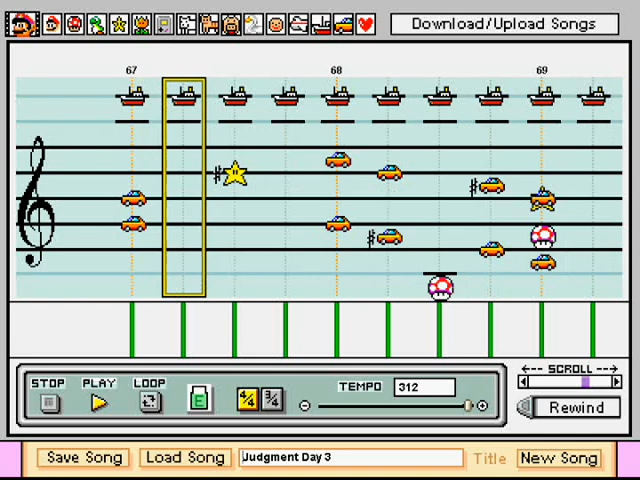 Download/Upload Songs
67 68 69
STOP PLAY LOOP E 4/4 3/4 TEMPO 312
<-- SCROLL -->
Rewind
Save Song Load Song Judgment Day 3 Title New Song